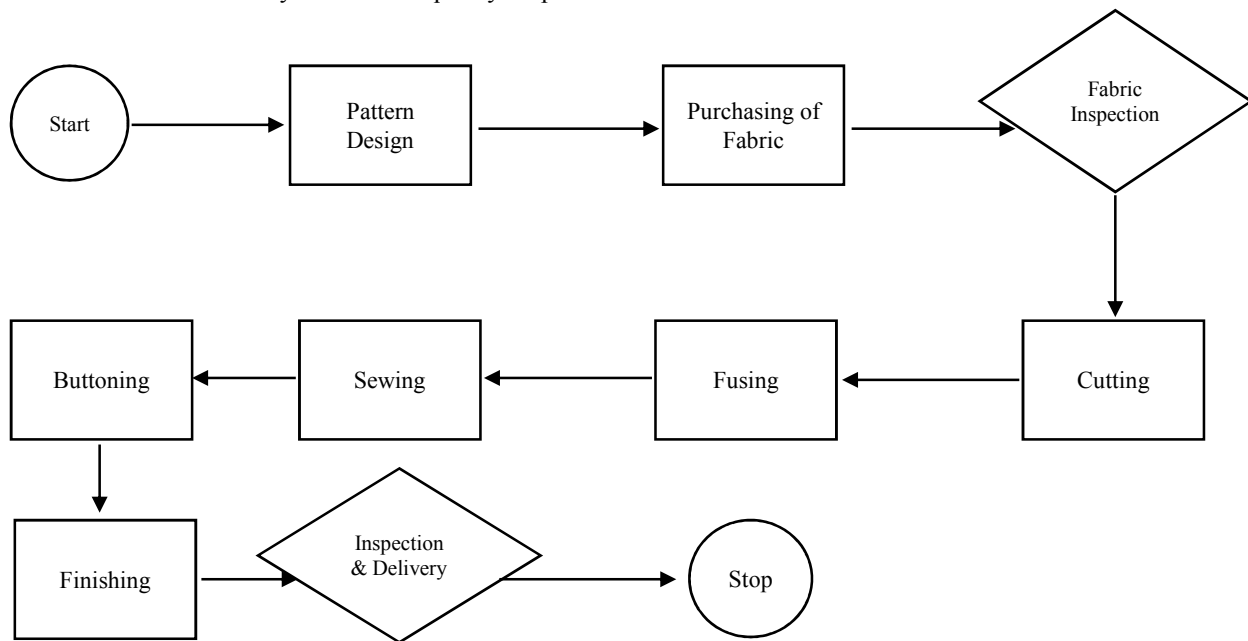 Start
Pattern
Design
Purchasing of
Fabric
Fabric
Inspection
Buttoning
Sewing
Fusing
Cutting
Finishing
Inspection
& Delivery
Stop